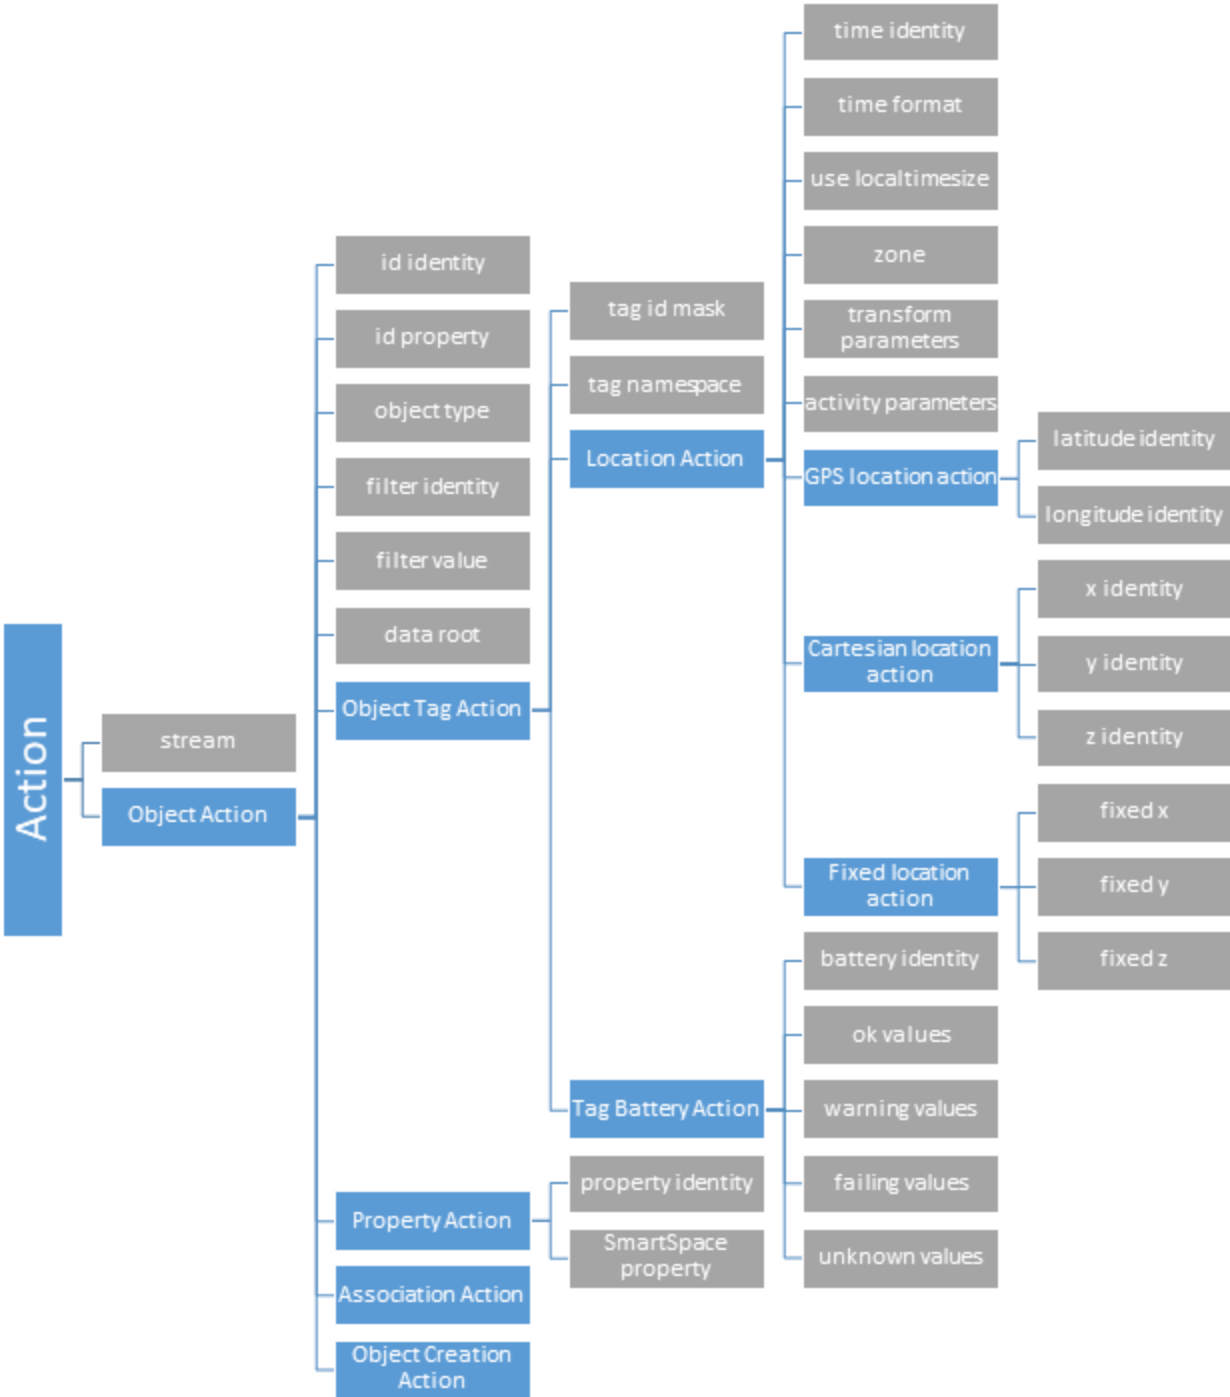 Action
stream
Object Action
id identity
id property
object type
filter identity
filter value
data root
Object Tag Action
Property Action
Association Action
Object Creation
Action
tag id mask
tag namespace
Location Action
Tag Battery Action
property identity
SmartSpace
property
time identity
time format
use localtimesize
zone
transform
parameters
activity parameters
GPS location action
Cartesian location
action
Fixed location
action
battery identity
ok values
warning values
failing values
unknown values
latitude identity
longitude identity
x identity
y identity
z identity
fixed x
fixed y
fixed z